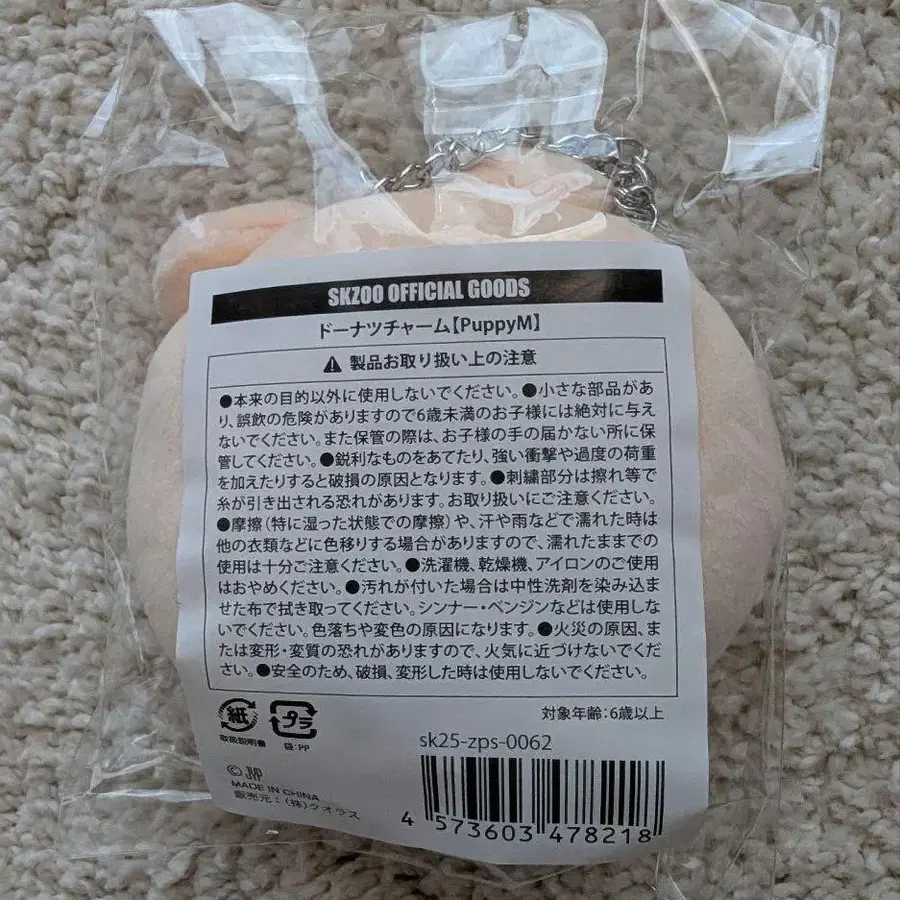 SKZOO OFFICIAL GOODS
ドーナツチャーム【PuppyM】
製品お取り扱い上の注意
●本来の目的以外に使用しないでください。●小さな部品があ
り、誤飲の危険がありますので6歳未満のお子様には絶対に与え
ないでください。また保管の際は、お子様の手の届かない所に保
管してください。●鋭利なものをあてたり、強い衝撃や過度の荷重
を加えたりすると破損の原因となります。●刺繍部分は擦れ等で
糸が引き出される恐れがあります。お取り扱いにご注意ください。
●摩擦（特に湿った状態での摩擦）や、汗や雨などで濡れた時は
他の衣類などに色移りする場合がありますので、濡れたままでの
使用は十分ご注意ください。●洗濯機、乾燥機、アイロンのご使用
はおやめください。●汚れが付いた場合は中性洗剤を染み込ま
せた布で拭き取ってください。シンナー・ベンジンなどは使用しな
いでください。色落ちや変色の原因になります。●火災の原因、ま
たは変形・変質の恐れがありますので、火気に近づけないでくだ
さい。●安全のため、破損、変形した時は使用しないでください。
対象年齢:6歳以上
紙
プラ
取扱説明書
袋:PP
sk25-zps-0062
© JYP
MADE IN CHINA
販売元:(株)クオラス
4 573603 478218